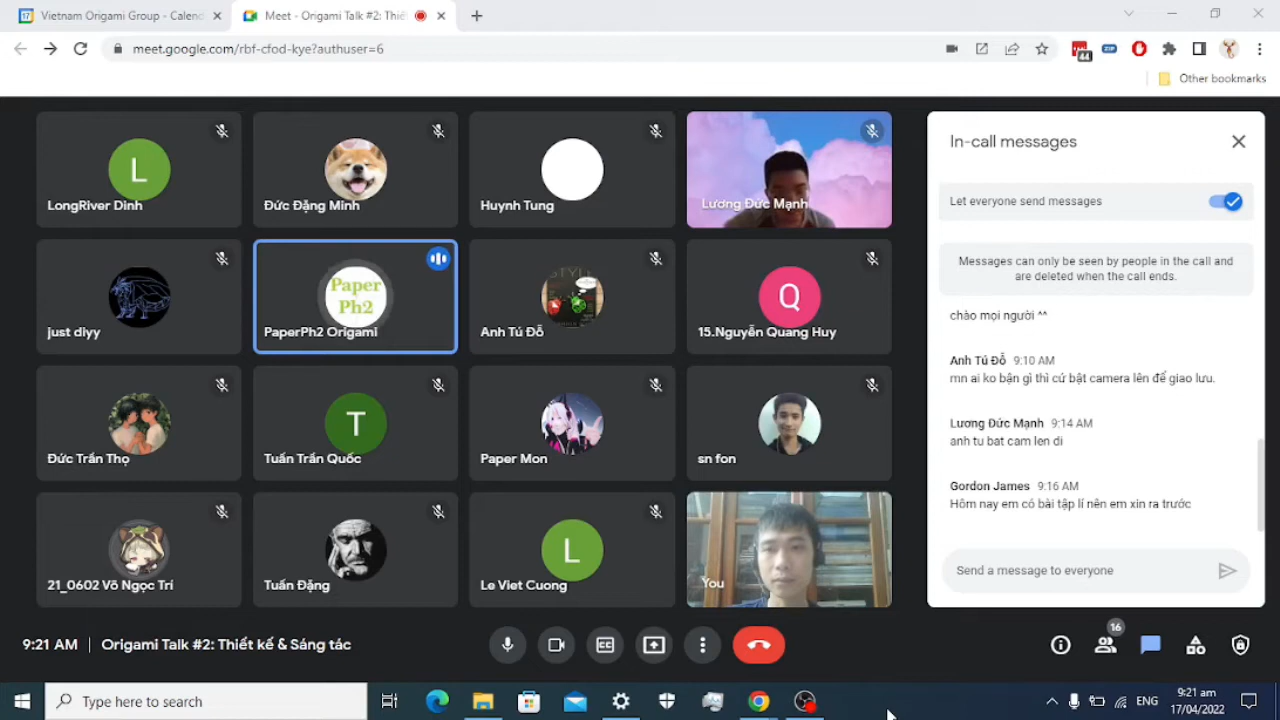 Vietnam Origami Group - Calend
Meet - Origami Talk #2: Thiế
meet.google.com/rbf-cfod-kye?authuser=6
44
ZIP
Other bookmarks
L
LongRiver Dinh
Đức Đặng Minh
Huynh Tung
Lương Đức Mạnh
just diyy
Paper
Ph2
PaperPh2 Origami
STYLE
Anh Tú Đỗ
Q
15.Nguyễn Quang Huy
Đức Trần Thọ
T
Tuấn Trần Quốc
Paper Mon
sn fon
21_0602 Võ Ngọc Trí
Tuấn Đặng
L
Le Viet Cuong
You
In-call messages
Let everyone send messages
Messages can only be seen by people in the call and
are deleted when the call ends.
chào mọi người ^^
Anh Tú Đỗ 9:10 AM
mn ai ko bận gì thì cứ bật camera lên để giao lưu.
Lương Đức Mạnh 9:14 AM
anh tu bat cam len di
Gordon James 9:16 AM
Hôm nay em có bài tập lí nên em xin ra trước
Send a message to everyone
9:21 AM | Origami Talk #2: Thiết kế & Sáng tác
CC
16
Type here to search
ENG
9:21 am
17/04/2022